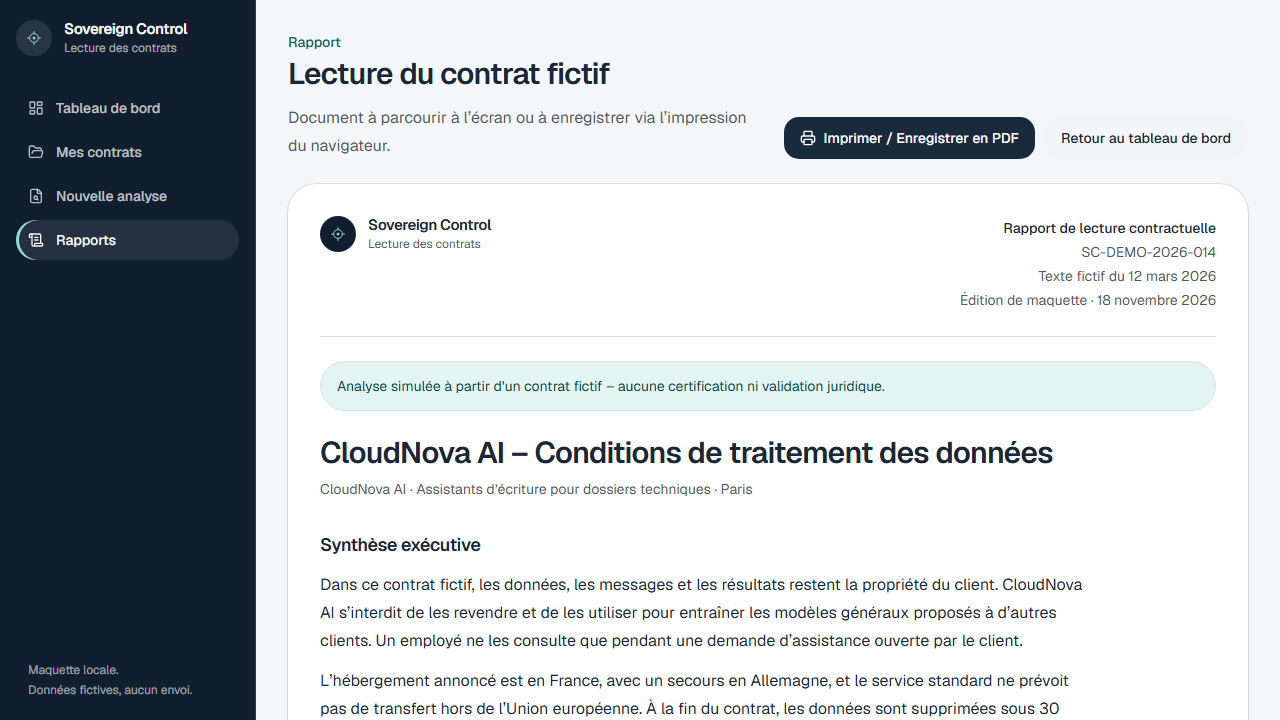 Sovereign Control
Lecture des contrats
Tableau de bord
Mes contrats
Nouvelle analyse
Rapports
Maquette locale.
Données fictives, aucun envoi.
Rapport
Lecture du contrat fictif
Document à parcourir à l’écran ou à enregistrer via l’impression
du navigateur.
Imprimer / Enregistrer en PDF
Retour au tableau de bord
Sovereign Control
Lecture des contrats
Rapport de lecture contractuelle
SC-DEMO-2026-014
Texte fictif du 12 mars 2026
Édition de maquette · 18 novembre 2026
Analyse simulée à partir d'un contrat fictif – aucune certification ni validation juridique.
CloudNova AI – Conditions de traitement des données
CloudNova AI · Assistants d'écriture pour dossiers techniques · Paris
Synthèse exécutive
Dans ce contrat fictif, les données, les messages et les résultats restent la propriété du client. CloudNova
AI s’interdit de les revendre et de les utiliser pour entraîner les modèles généraux proposés à d’autres
clients. Un employé ne les consulte que pendant une demande d’assistance ouverte par le client.
L’hébergement annoncé est en France, avec un secours en Allemagne, et le service standard ne prévoit
pas de transfert hors de l’Union européenne. À la fin du contrat, les données sont supprimées sous 30